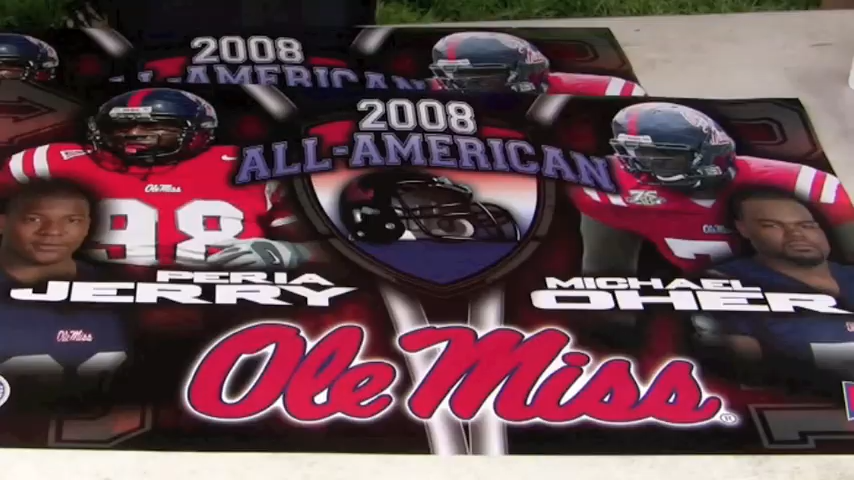 2008
ALL-AMERICAN
2008
ALL-AMERICAN
Ole Miss
98
PERIA
JERRY
MICHAEL
OHER
Ole Miss
Ole Miss